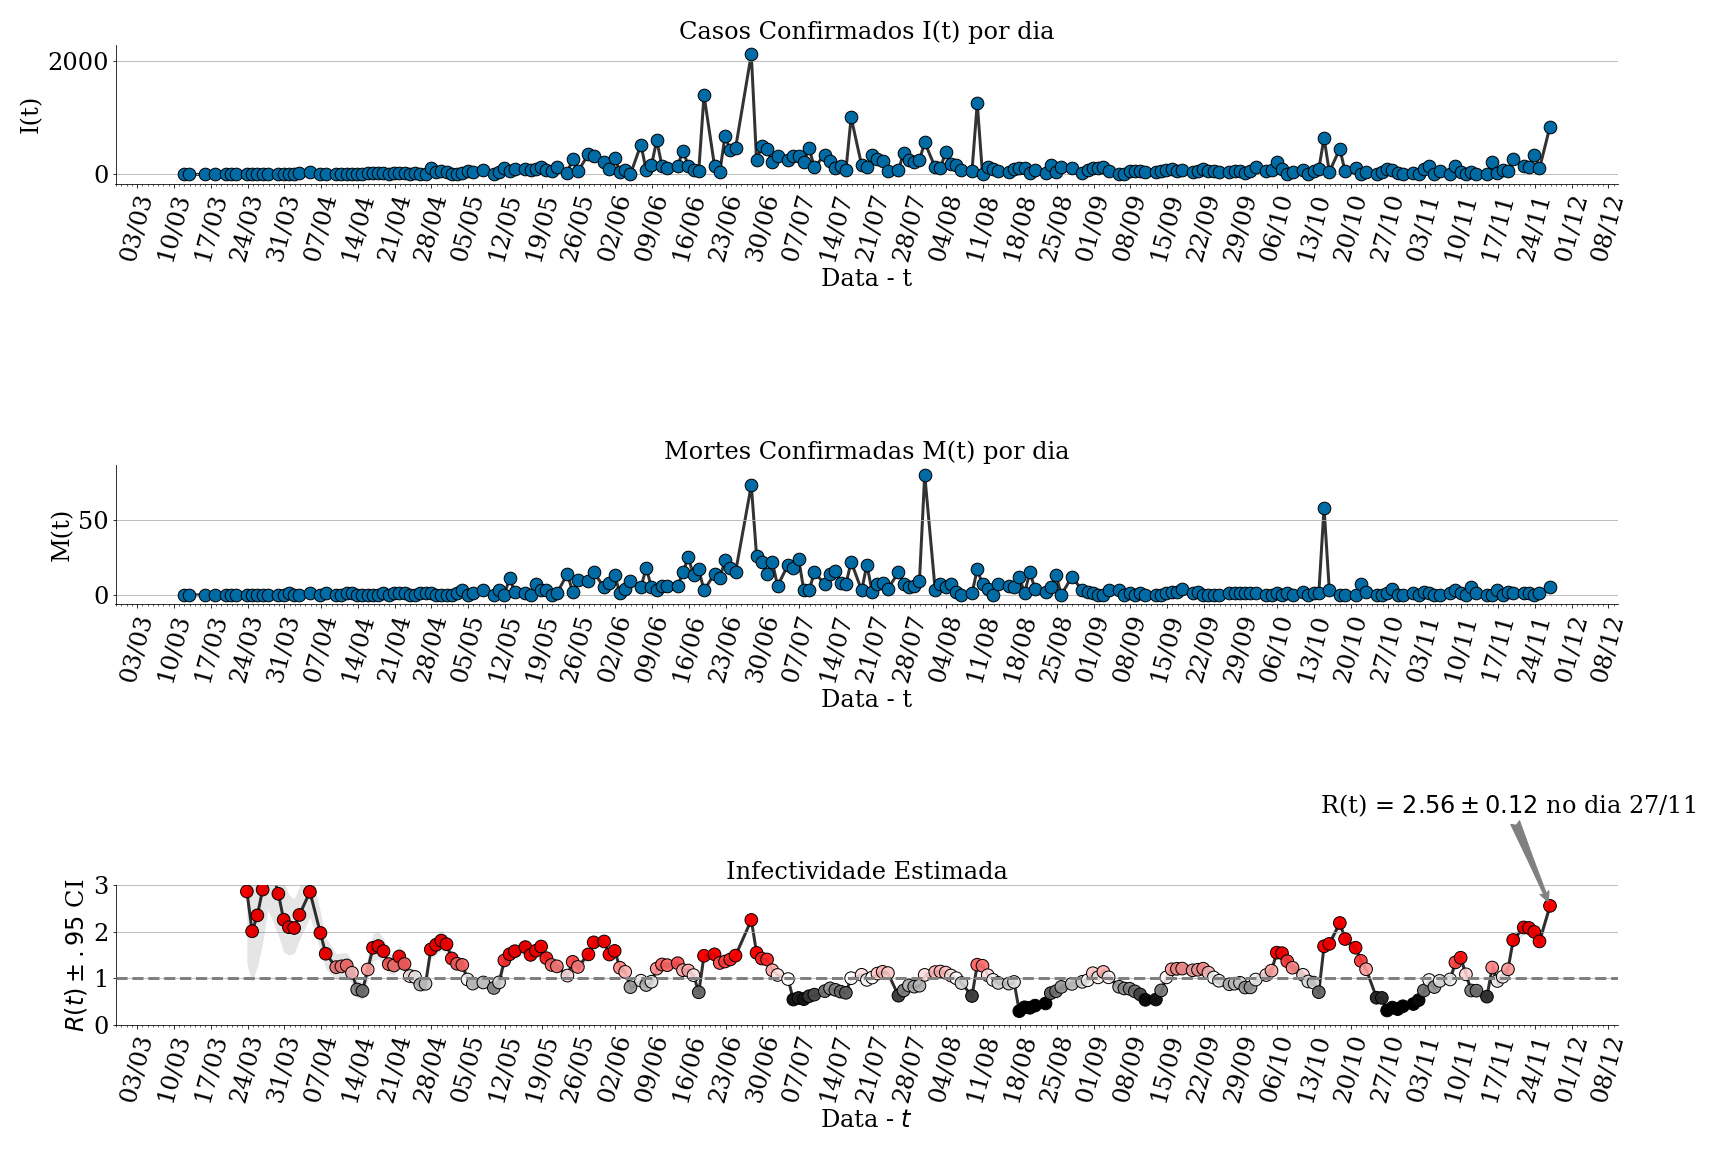 Casos Confirmados I(t) por dia
2000
0
I(t)
03/03 10/03 17/03 24/03 31/03 07/04 14/04 21/04 28/04 05/05 12/05 19/05 26/05 02/06 09/06 16/06 23/06 30/06 07/07 14/07 21/07 28/07 04/08 11/08 18/08 25/08 01/09 08/09 15/09 22/09 29/09 06/10 13/10 20/10 27/10 03/11 10/11 17/11 24/11 01/12 08/12
Data - t
Mortes Confirmadas M(t) por dia
50
0
M(t)
03/03 10/03 17/03 24/03 31/03 07/04 14/04 21/04 28/04 05/05 12/05 19/05 26/05 02/06 09/06 16/06 23/06 30/06 07/07 14/07 21/07 28/07 04/08 11/08 18/08 25/08 01/09 08/09 15/09 22/09 29/09 06/10 13/10 20/10 27/10 03/11 10/11 17/11 24/11 01/12 08/12
Data - t
R(t) = 2.56 ± 0.12 no dia 27/11
Infectividade Estimada
3
2
1
0
R(t) ± .95 CI
03/03 10/03 17/03 24/03 31/03 07/04 14/04 21/04 28/04 05/05 12/05 19/05 26/05 02/06 09/06 16/06 23/06 30/06 07/07 14/07 21/07 28/07 04/08 11/08 18/08 25/08 01/09 08/09 15/09 22/09 29/09 06/10 13/10 20/10 27/10 03/11 10/11 17/11 24/11 01/12 08/12
Data - t